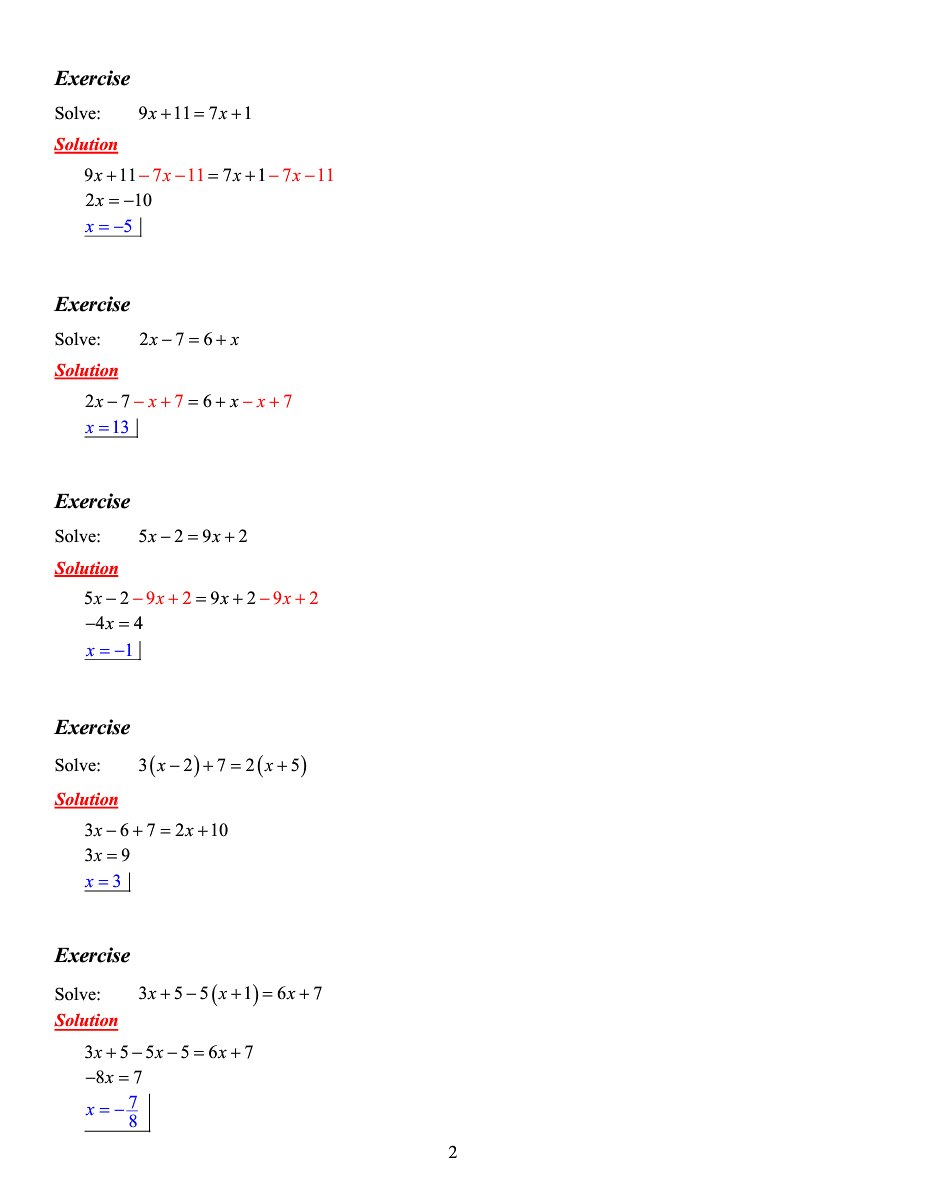 Exercise
Solve: 9x + 11 = 7x + 1
Solution
9x + 11 − 7x − 11 = 7x + 1 − 7x − 11
2x = −10
x = −5
Exercise
Solve: 2x − 7 = 6 + x
Solution
2x − 7 − x + 7 = 6 + x − x + 7
x = 13
Exercise
Solve: 5x − 2 = 9x + 2
Solution
5x − 2 − 9x + 2 = 9x + 2 − 9x + 2
−4x = 4
x = −1
Exercise
Solve: 3(x − 2) + 7 = 2(x + 5)
Solution
3x − 6 + 7 = 2x + 10
3x = 9
x = 3
Exercise
Solve: 3x + 5 − 5(x + 1) = 6x + 7
Solution
3x + 5 − 5x − 5 = 6x + 7
−8x = 7
x = −7/8
2